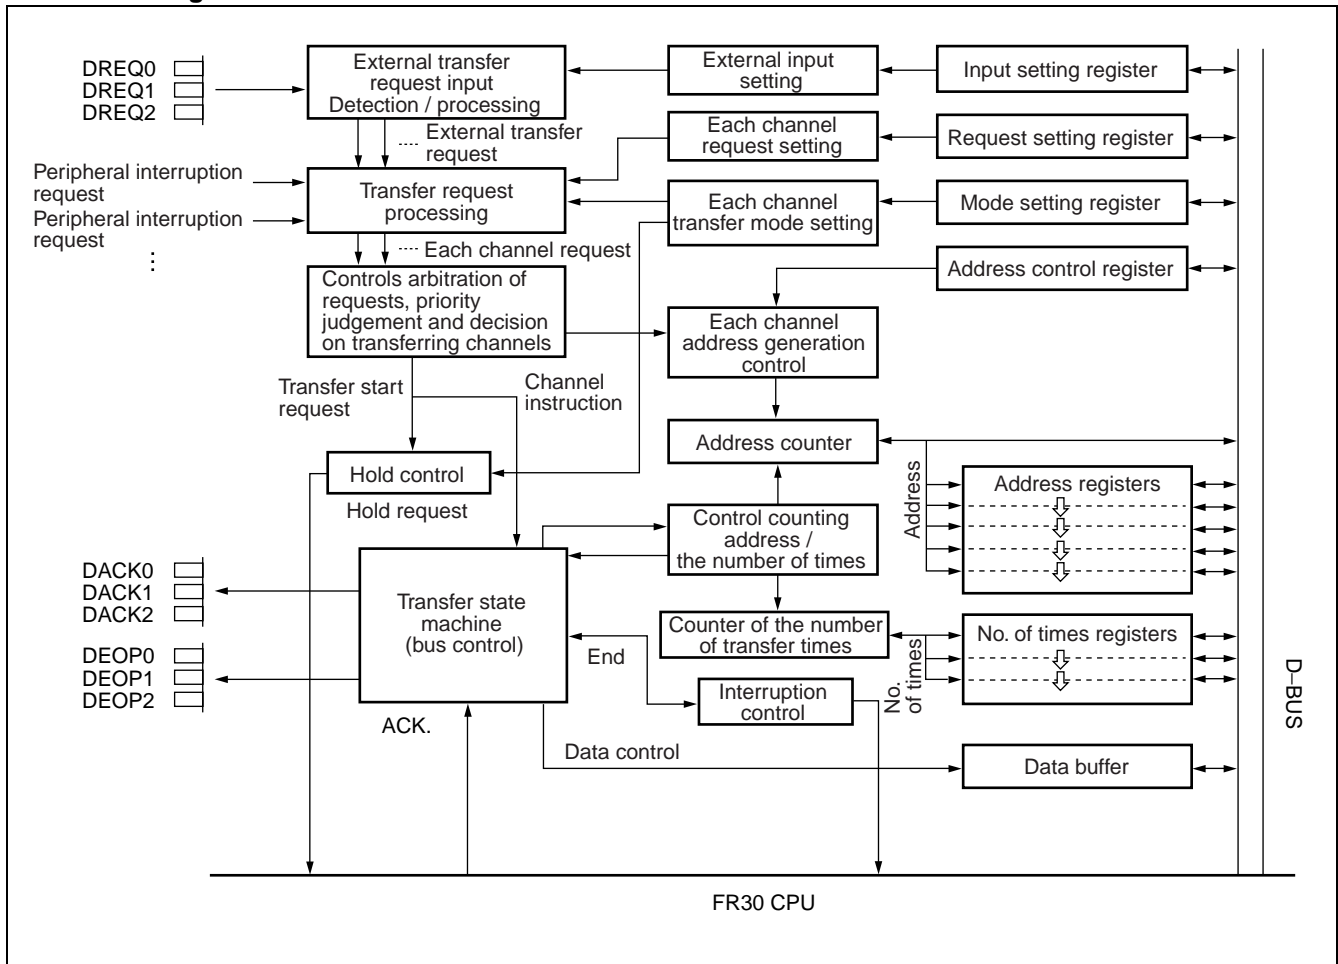 DREQ0
DREQ1
DREQ2
External transfer
request input
Detection / processing
External input
setting
Input setting register
External transfer
request
Each channel
request setting
Request setting register
Peripheral interruption
request
Peripheral interruption
request
Transfer request
processing
Each channel
transfer mode setting
Mode setting register
Each channel request
Address control register
Controls arbitration of
requests, priority
judgement and decision
on transferring channels
Each channel
address generation
control
Transfer start
request
Channel
instruction
Address counter
Hold control
Hold request
Address
Address registers
Control counting
address /
the number of times
DACK0
DACK1
DACK2
DEOP0
DEOP1
DEOP2
Transfer state
machine
(bus control)
Counter of the number
of transfer times
No.
of times
No. of times registers
End
Interruption
control
ACK.
Data control
Data buffer
D–BUS
FR30 CPU